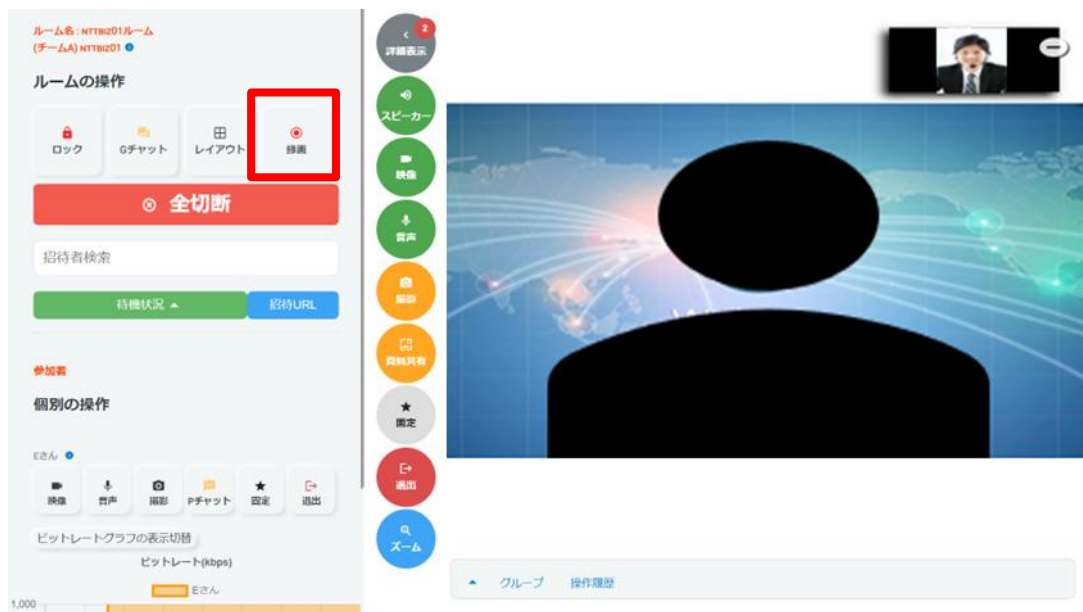 ルーム名 : NTTBIZ01ルーム
(チームA) NTTBIZ01
ルームの操作
ロック
Gチャット
レイアウト
録画
全切断
招待者検索
待機状況
招待URL
参加者
個別の操作
Eさん
映像
音声
撮影
Pチャット
固定
退出
ビットレートグラフの表示切替
ビットレート(kbps)
Eさん
1,000
2
詳細表示
スピーカー
映像
音声
撮影
資料共有
固定
退出
ズーム
グループ
操作履歴